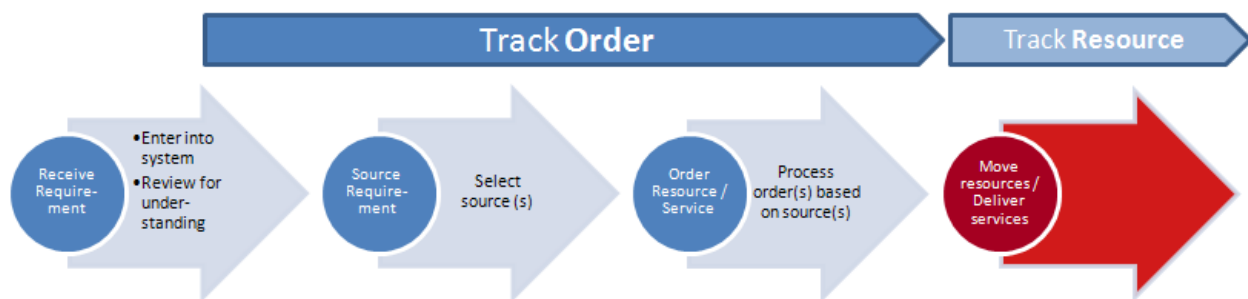 Track Order
Track Resource
Receive
Require-
ment
•Enter into
system
•Review for
under-
standing
Source
Require-
ment
Select
source (s)
Order
Resource /
Service
Process
order(s) based
on source(s)
Move
resources /
Deliver
services